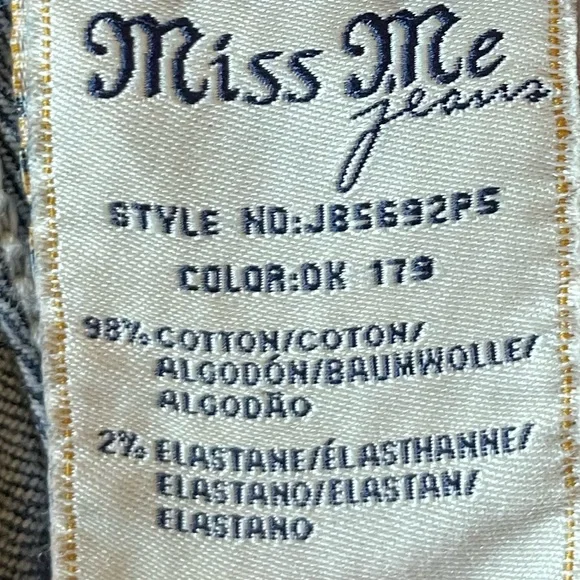 Miss Me
jeans
STYLE NO:JB5692PS
COLOR:DK 179
98% COTTON/COTON/
ALGODÓN/BAUMWOLLE/
ALGODÃO
2% ELASTANE/ÉLASTHANNE/
ELASTANO/ELASTAN/
ELASTANO